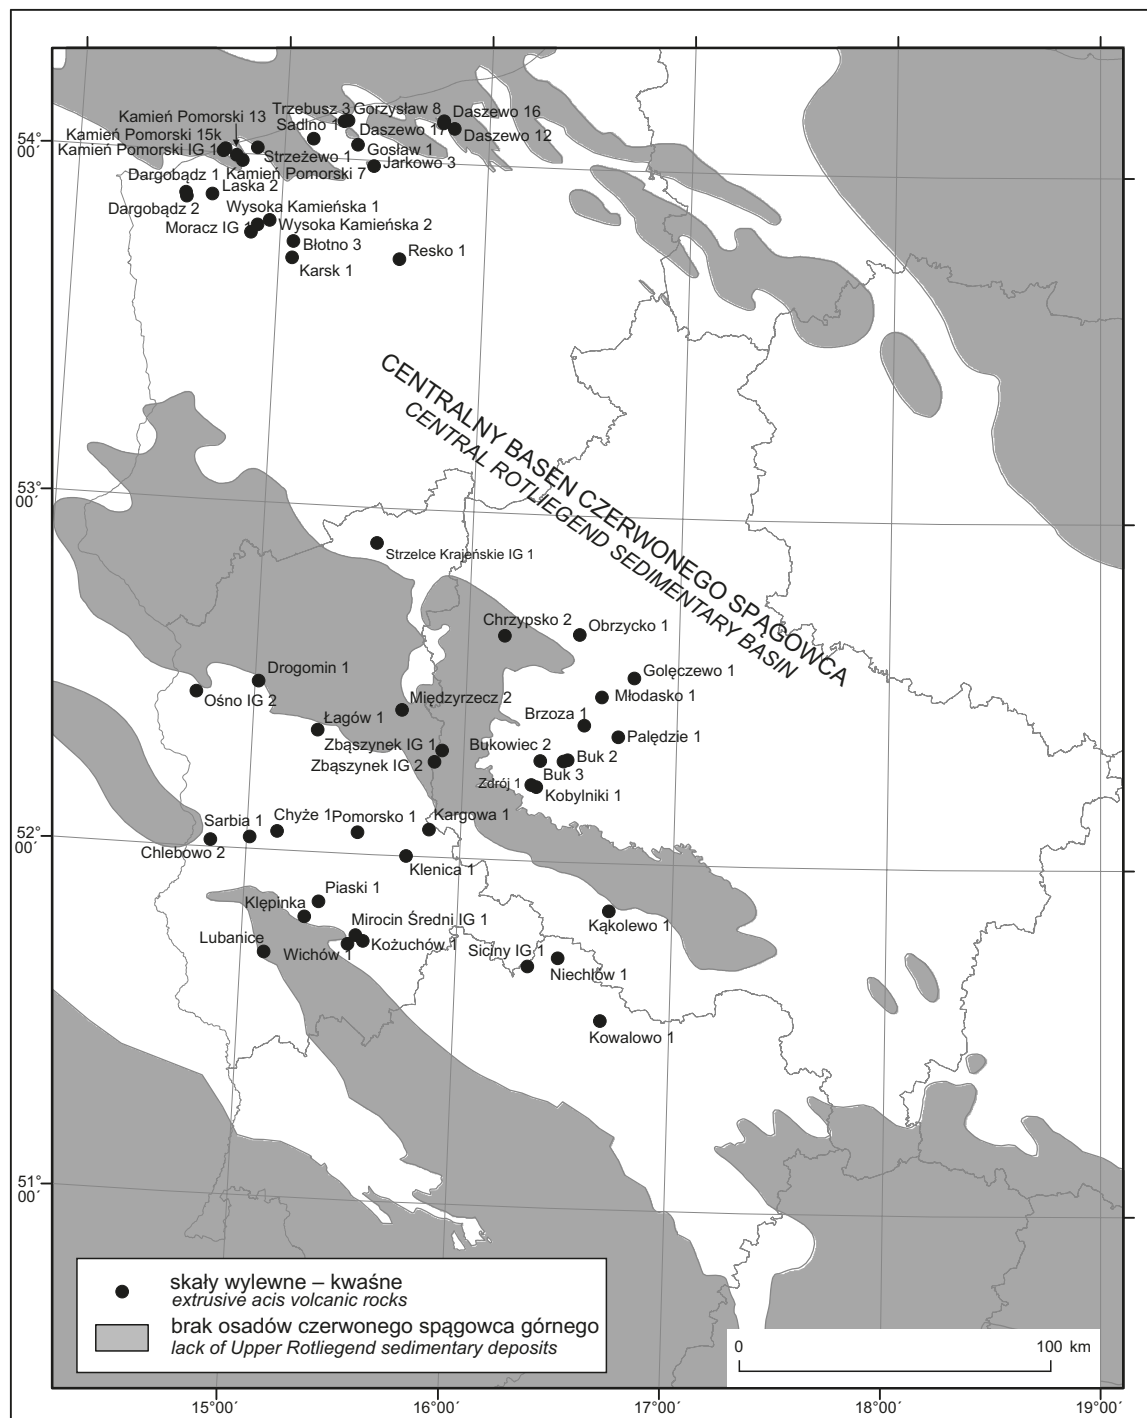 54°
00´
Kamień Pomorski 13
Trzebusz 3
Gorzysław 8
Daszewo 16
Kamień Pomorski 15k
Sadlno 1
Daszewo 17
Daszewo 12
Kamień Pomorski IG 1
Strzeżewo 1
Gosław 1
Dargobądz 1
Kamień Pomorski 7
Jarkowo 3
Laska 2
Dargobądz 2
Wysoka Kamieńska 1
Moracz IG 1
Wysoka Kamieńska 2
Błotno 3
Resko 1
Karsk 1
CENTRALNY BASEN CZERWONEGO SPĄGOWCA
CENTRAL ROTLIEGEND SEDIMENTARY BASIN
53°
00´
Strzelce Krajeńskie IG 1
Chrzypsko 2
Obrzycko 1
Drogomin 1
Golęczewo 1
Ośno IG 2
Międzyrzecz 2
Młodasko 1
Łagów 1
Brzoza 1
Zbąszynek IG 1
Bukowiec 2
Palędzie 1
Zbąszynek IG 2
Buk 2
Buk 3
Zdrój 1
Kobylniki 1
Sarbia 1
Chyże 1
Pomorsko 1
Kargowa 1
52°
00´
Chlebowo 2
Klenica 1
Piaski 1
Klępinka
Mirocin Średni IG 1
Kąkolewo 1
Lubanice
Wichów 1
Kożuchów 1
Siciny IG 1
Niechlów 1
Kowalowo 1
51°
00´
skały wylewne – kwaśne
extrusive acis volcanic rocks
brak osadów czerwonego spągowca górnego
lack of Upper Rotliegend sedimentary deposits
0 100 km
15°00´ 16°00´ 17°00´ 18°00´ 19°00´